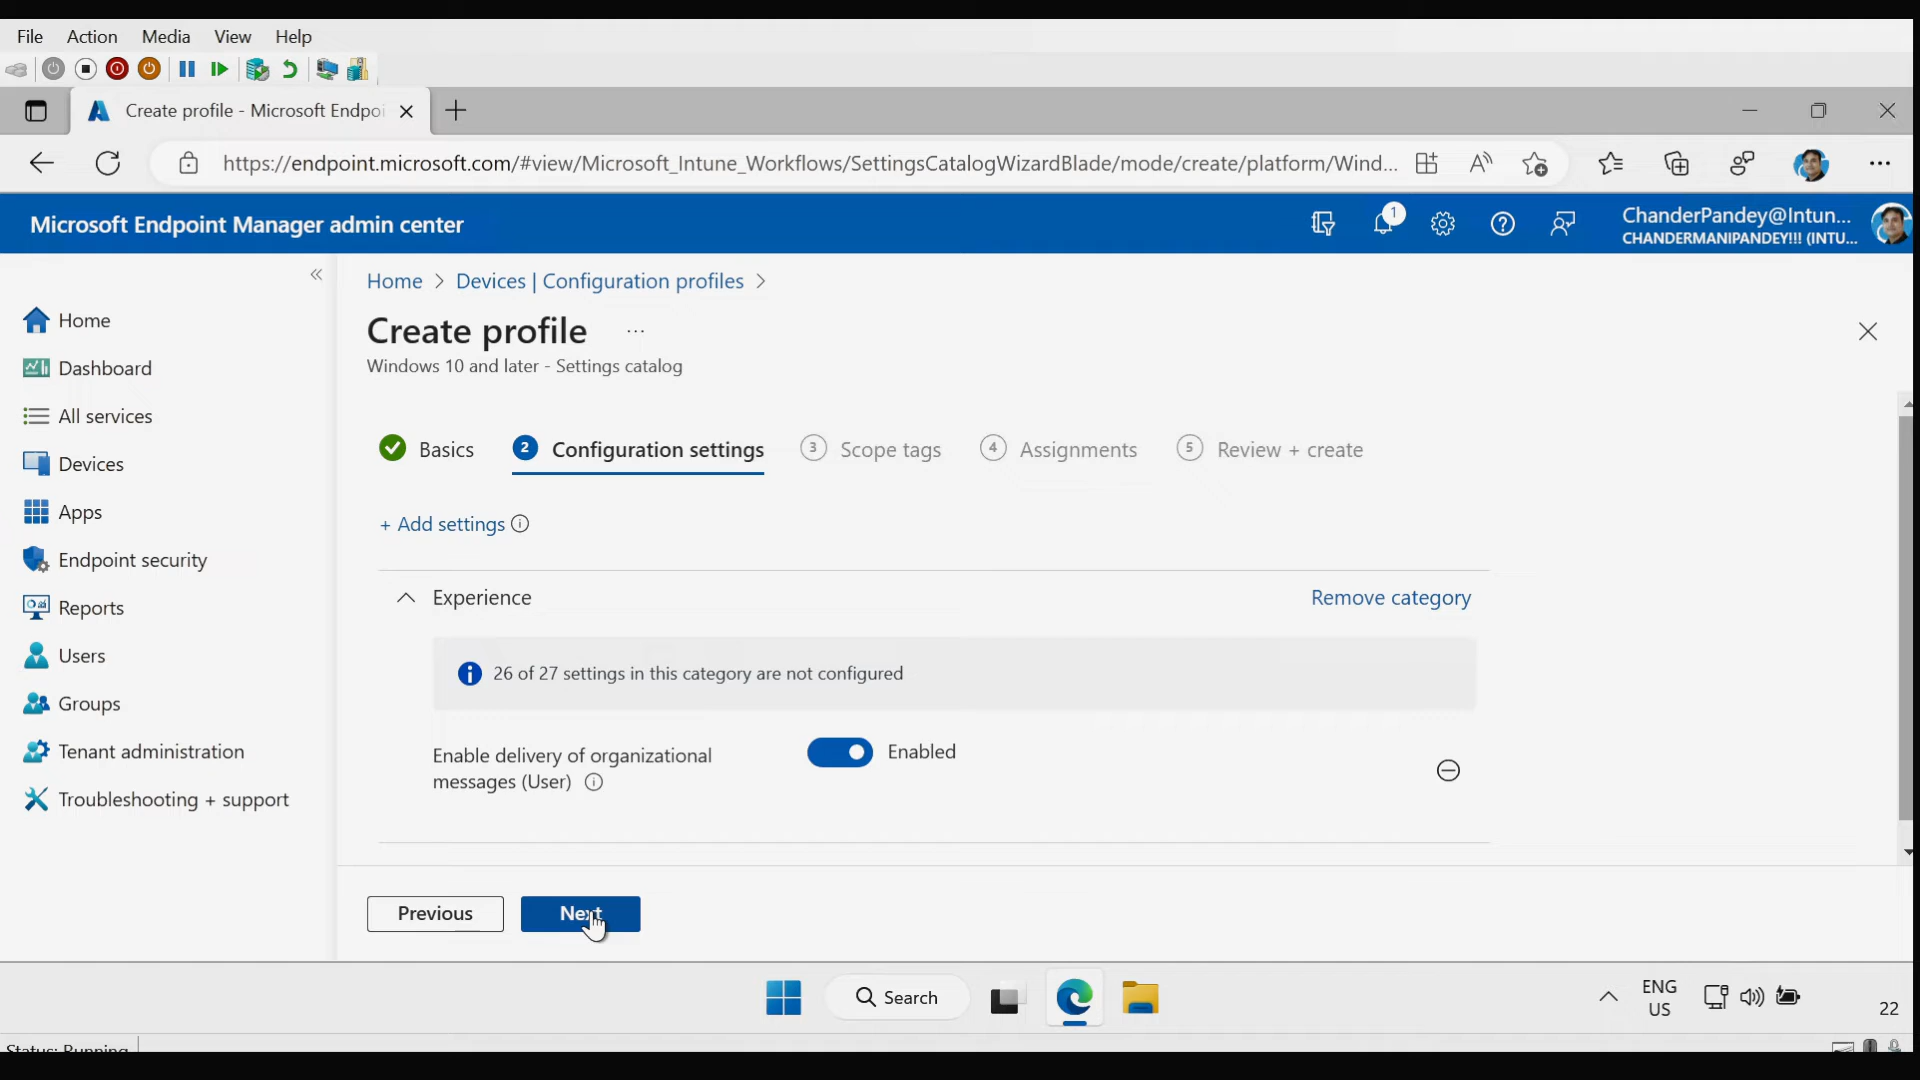 File Action Media View Help
Create profile - Microsoft Endpoi
https://endpoint.microsoft.com/#view/Microsoft_Intune_Workflows/SettingsCatalogWizardBlade/mode/create/platform/Wind...
Microsoft Endpoint Manager admin center
1
ChanderPandey@Intun...
CHANDERMANIPANDEY!!! (INTU...
Home
Dashboard
All services
Devices
Apps
Endpoint security
Reports
Users
Groups
Tenant administration
Troubleshooting + support
Home > Devices | Configuration profiles >
Create profile ...
Windows 10 and later - Settings catalog
Basics 2 Configuration settings 3 Scope tags 4 Assignments 5 Review + create
+ Add settings
Experience Remove category
26 of 27 settings in this category are not configured
Enable delivery of organizational
messages (User)
Enabled
Previous Next
Search
ENG
US
22
Status: Running